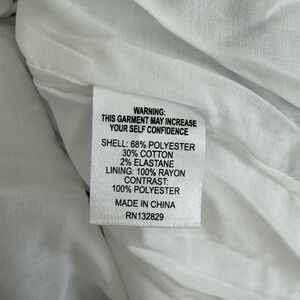 WARNING:
THIS GARMENT MAY INCREASE
YOUR SELF CONFIDENCE
SHELL: 68% POLYESTER
30% COTTON
2% ELASTANE
LINING: 100% RAYON
CONTRAST:
100% POLYESTER
MADE IN CHINA
RN132829